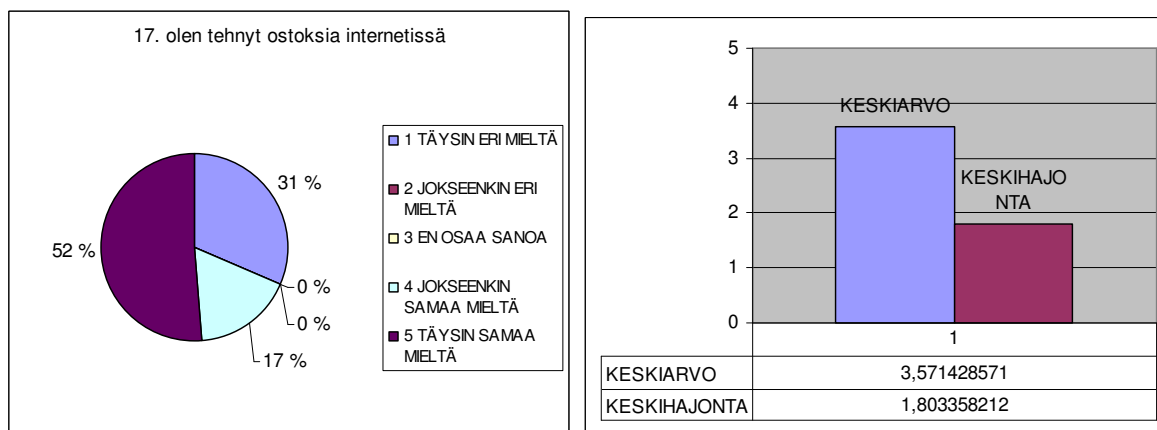 17. olen tehnyt ostoksia internetissä
31 %
0 %
0 %
17 %
52 %
1 TÄYSIN ERI MIELTÄ
2 JOKSEENKIN ERI
MIELTÄ
3 EN OSAA SANOA
4 JOKSEENKIN
SAMAA MIELTÄ
5 TÄYSIN SAMAA
MIELTÄ
5
4
3
2
1
0
KESKIARVO
KESKIHAJO
NTA
1
KESKIARVO 3,571428571
KESKIHAJONTA 1,803358212